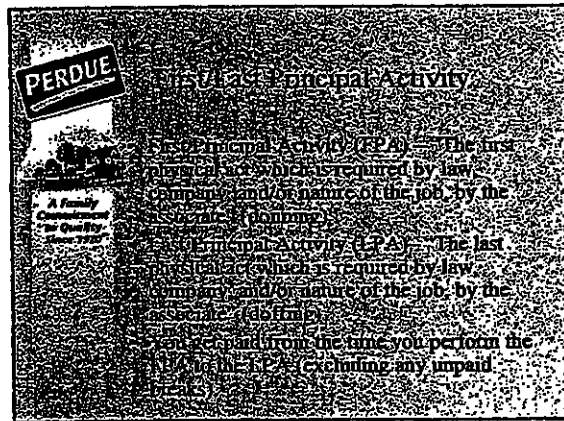 PERDUE
A Family
Commitment
to Quality
Since 1920
First/Last Principal Activity
First Principal Activity (FPA) — The first
physical act which is required by law,
company, and/or nature of the job, by the
associate. (donning)
Last Principal Activity (LPA) — The last
physical act which is required by law,
company, and/or nature of the job, by the
associate. (doffing)
You get paid from the time you perform the
FPA to the LPA (excluding any unpaid